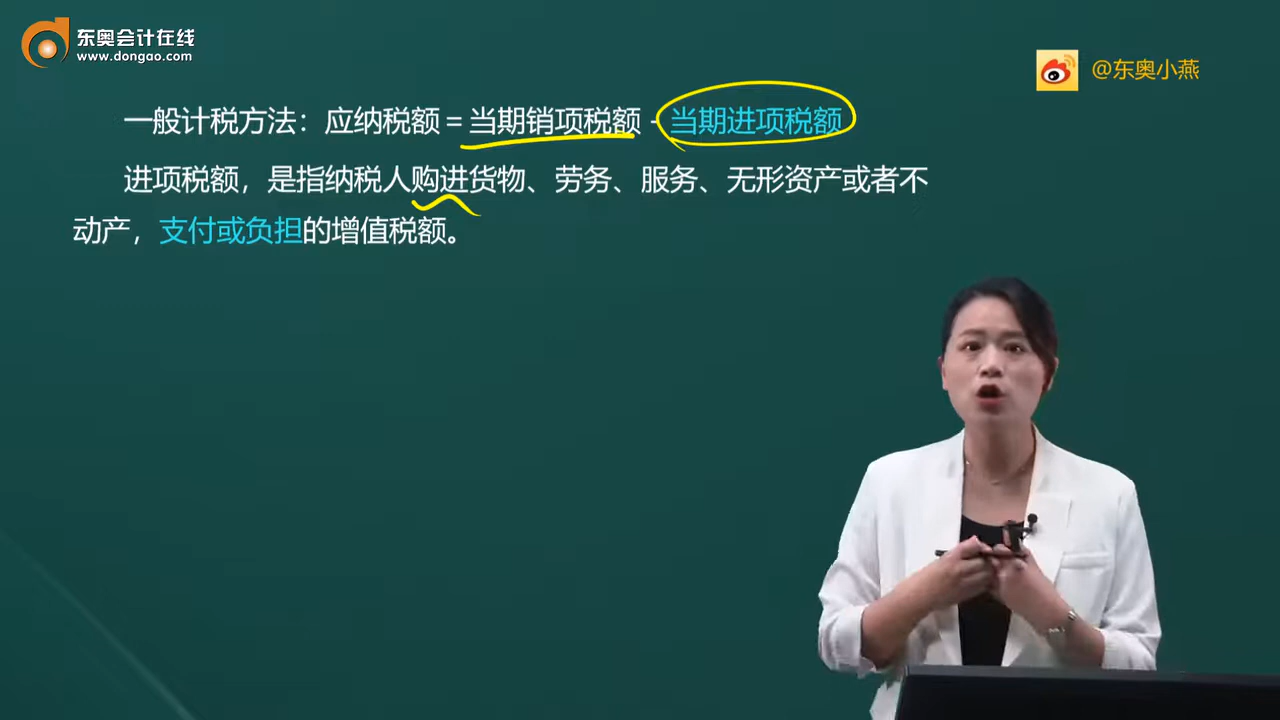 东奥会计在线
www.dongao.com
@东奥小燕
一般计税方法：应纳税额=当期销项税额-当期进项税额
进项税额，是指纳税人购进货物、劳务、服务、无形资产或者不
动产，支付或负担的增值税额。